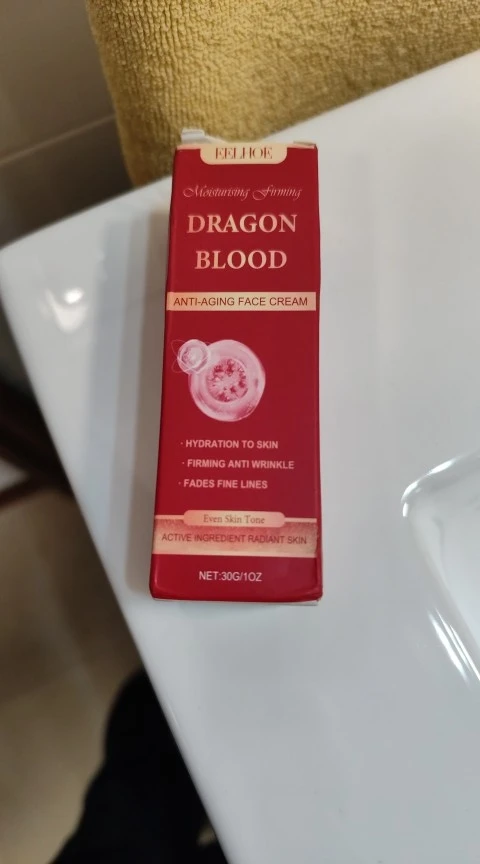 EELHOE
Moisturising Firming
DRAGON
BLOOD
ANTI-AGING FACE CREAM
· HYDRATION TO SKIN
· FIRMING ANTI WRINKLE
· FADES FINE LINES
Even Skin Tone
ACTIVE INGREDIENT RADIANT SKIN
NET:30G/1OZ